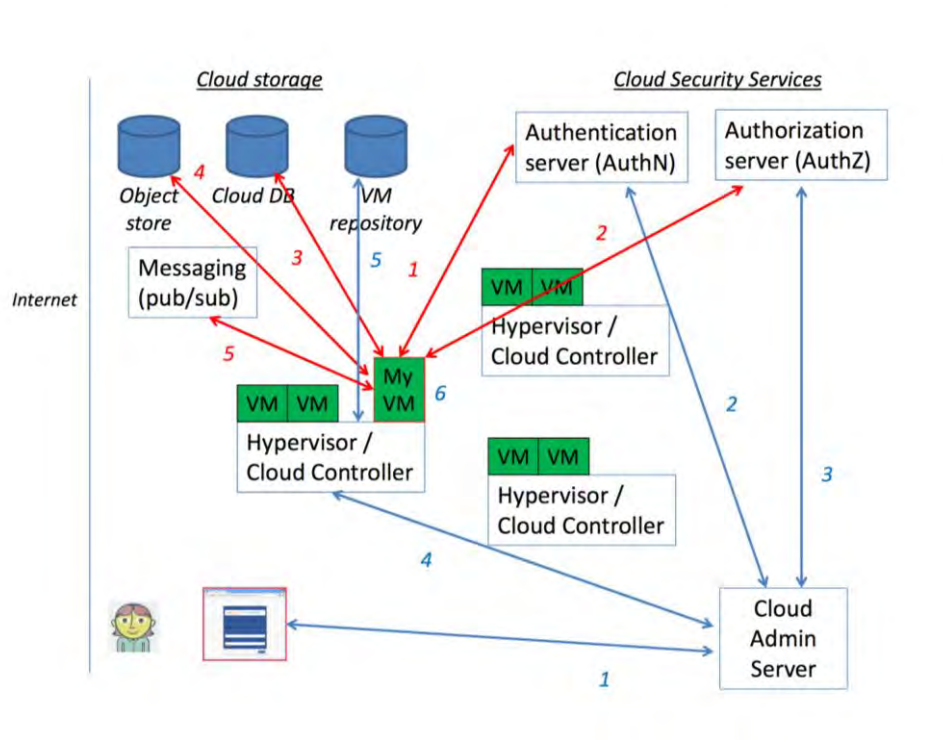 Cloud storage
Cloud Security Services
Authentication
server (AuthN)
Authorization
server (AuthZ)
4
Object
store
Cloud DB
VM
repository
2
3
5
1
Messaging
(pub/sub)
Internet
VM VM
Hypervisor /
Cloud Controller
5
My
VM
6
VM VM
Hypervisor /
Cloud Controller
2
VM VM
Hypervisor /
Cloud Controller
3
4
Cloud
Admin
Server
1